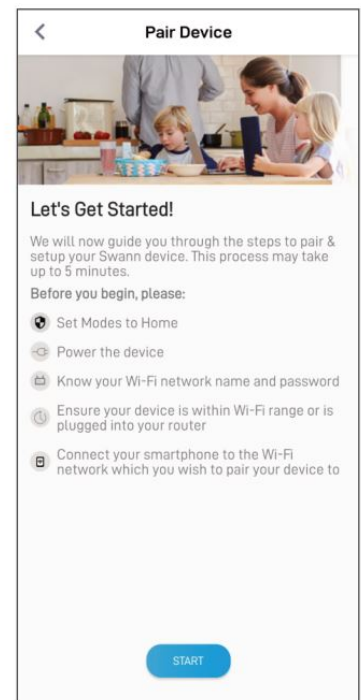 Pair Device
Let's Get Started!
We will now guide you through the steps to pair &
setup your Swann device. This process may take
up to 5 minutes.
Before you begin, please:
Set Modes to Home
Power the device
Know your Wi-Fi network name and password
Ensure your device is within Wi-Fi range or is
plugged into your router
Connect your smartphone to the Wi-Fi
network which you wish to pair your device to
START